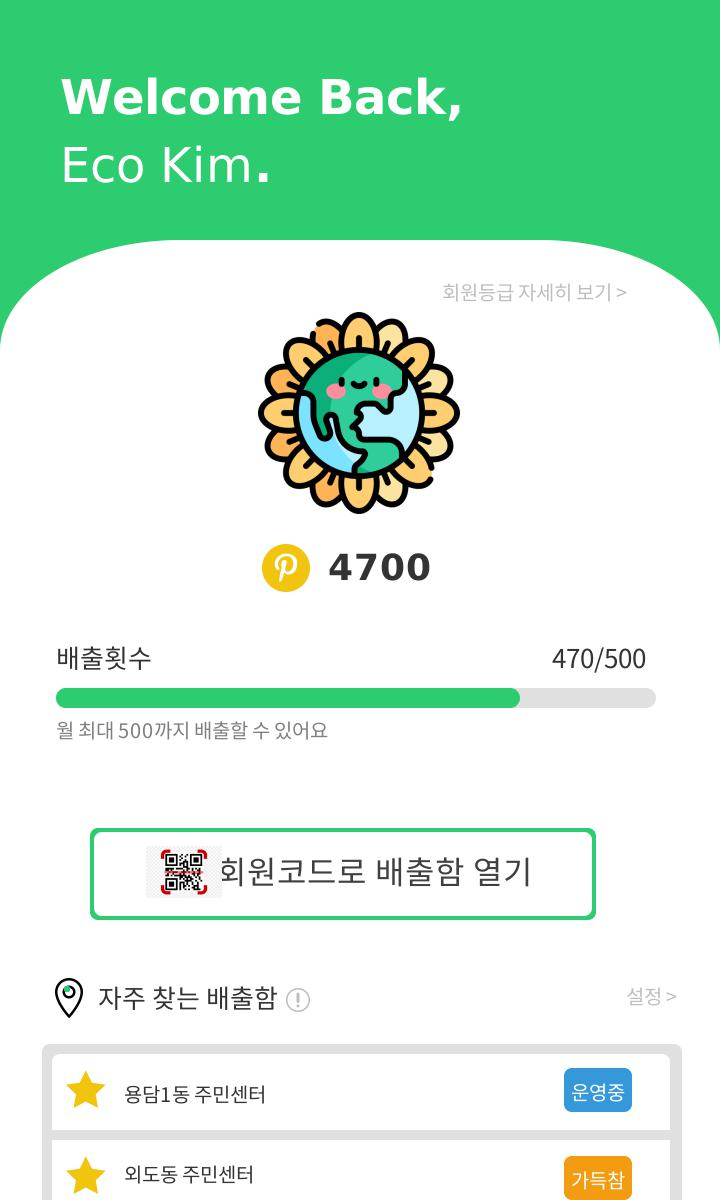 Welcome Back,
Eco Kim.
회원등급 자세히 보기 >
4700
배출횟수 470/500
월 최대 500까지 배출할 수 있어요
회원코드로 배출함 열기
자주 찾는 배출함 설정 >
용담1동 주민센터 운영중
외도동 주민센터 가득참